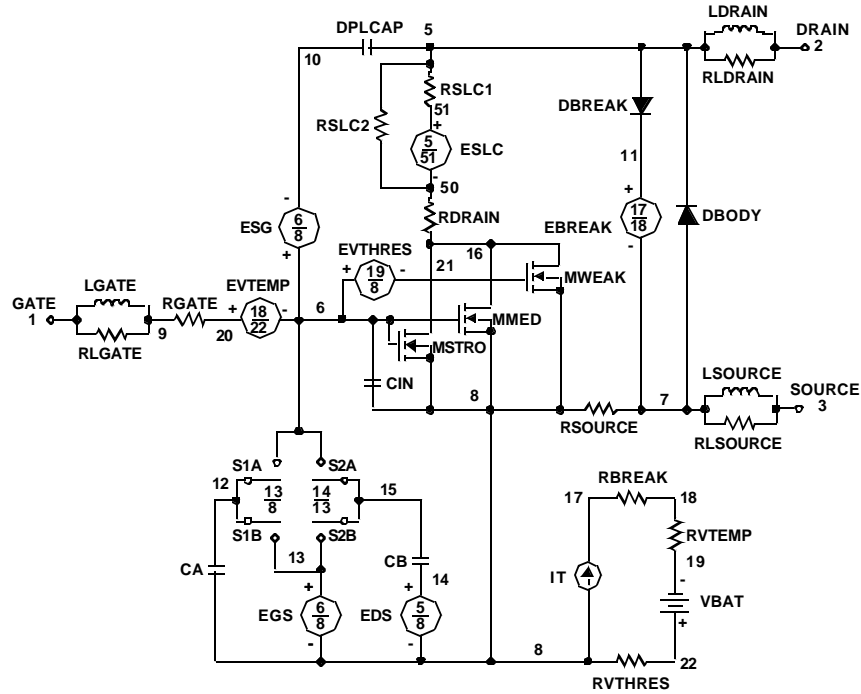 LDRAIN
DPLCAP 5 DRAIN
10 2
RSLC1 RLDRAIN
51 DBREAK
RSLC2
+
5
51 ESLC
11
-
50
- +
RDRAIN 17
18
6
8 ESG EBREAK DBODY
EVTHRES 16 -
+ + 19
8 - 21 MWEAK
LGATE EVTEMP
GATE RGATE + 18
22 - 6 MMED
1 9 20 MSTRO
RLGATE
LSOURCE
CIN 8 7 SOURCE
3
RSOURCE
RLSOURCE
S1A S2A
12 13
8 14
13 15 RBREAK
17 18
S1B S2B
RVTEMP
13 CB
CA 14 IT 19
+ + -
EGS 6
8 EDS 5
8 VBAT
- - +
8 22
RVTHRES